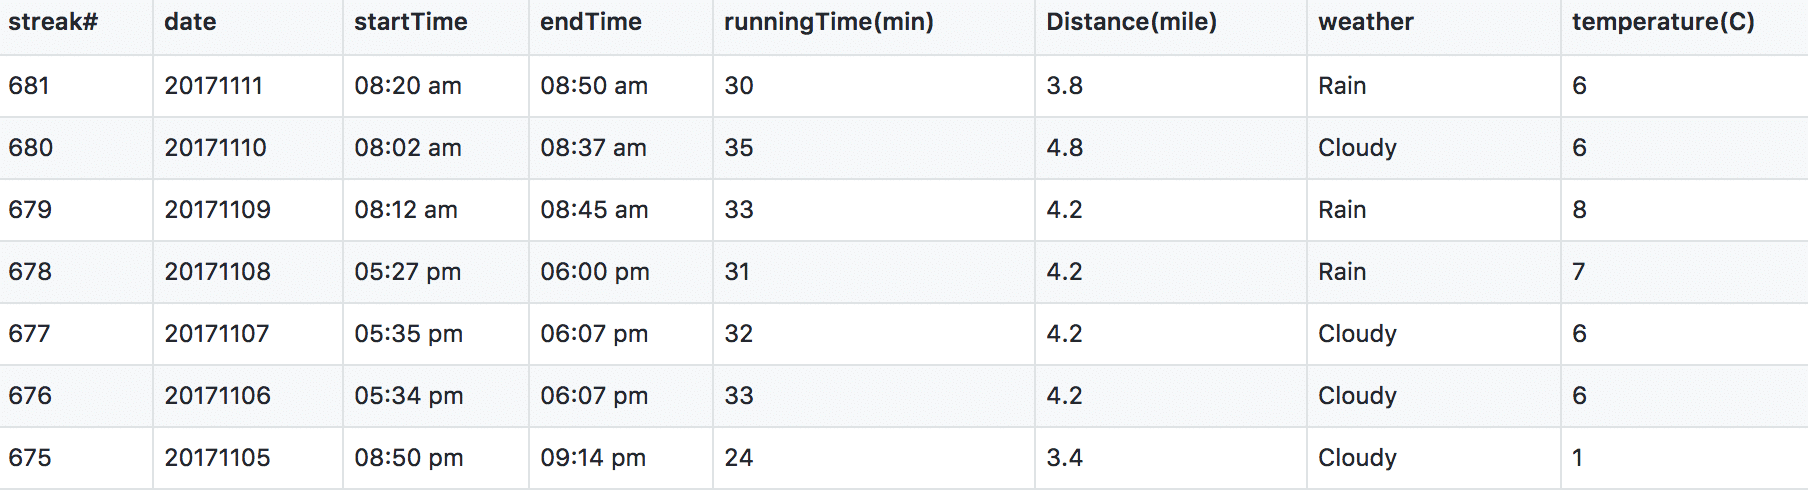 streak# date startTime endTime runningTime(min) Distance(mile) weather temperature(C)
681 20171111 08:20 am 08:50 am 30 3.8 Rain 6
680 20171110 08:02 am 08:37 am 35 4.8 Cloudy 6
679 20171109 08:12 am 08:45 am 33 4.2 Rain 8
678 20171108 05:27 pm 06:00 pm 31 4.2 Rain 7
677 20171107 05:35 pm 06:07 pm 32 4.2 Cloudy 6
676 20171106 05:34 pm 06:07 pm 33 4.2 Cloudy 6
675 20171105 08:50 pm 09:14 pm 24 3.4 Cloudy 1